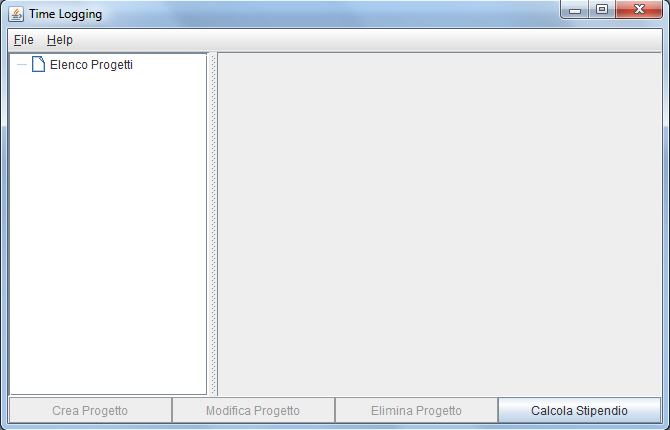 Time Logging
File Help
Elenco Progetti
Crea Progetto Modifica Progetto Elimina Progetto Calcola Stipendio